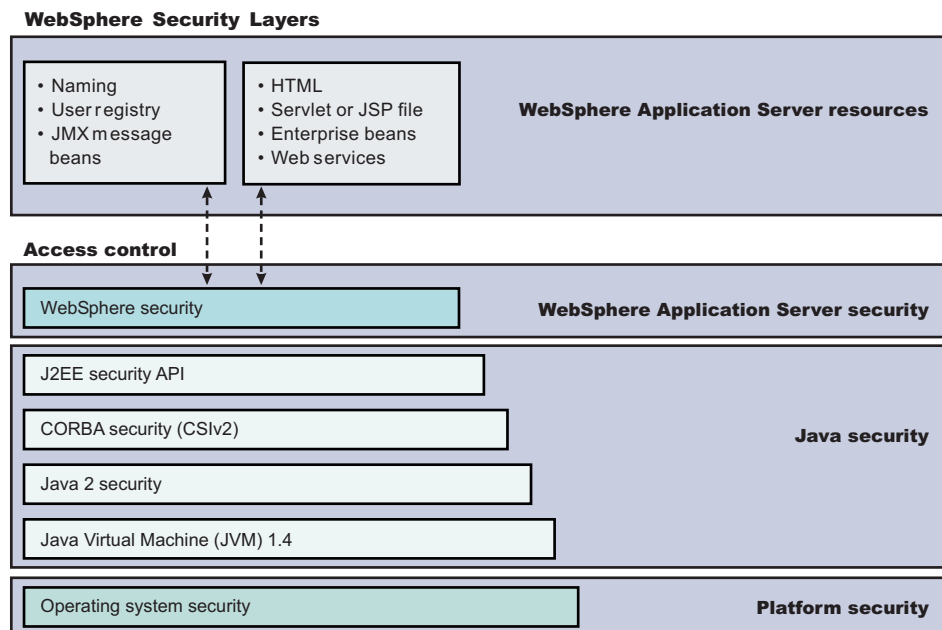 WebSphere Security Layers
• Naming
• User registry
• JMX message
beans
• HTML
• Servlet or JSP file
• Enterprise beans
• Web services
WebSphere Application Server resources
Access control
WebSphere security
WebSphere Application Server security
J2EE security API
CORBA security (CSIv2)
Java 2 security
Java Virtual Machine (JVM) 1.4
Java security
Operating system security
Platform security